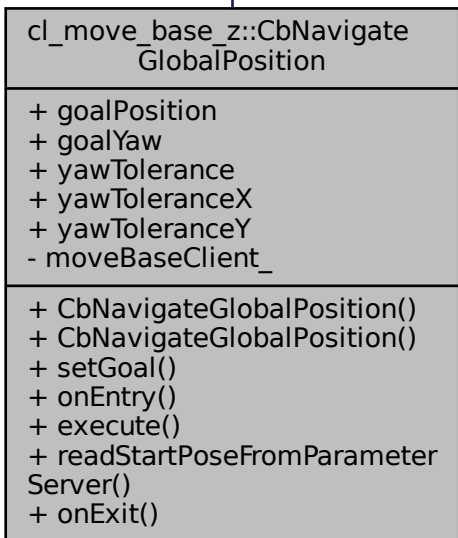 cl_move_base_z::CbNavigate
GlobalPosition
+ goalPosition
+ goalYaw
+ yawTolerance
+ yawToleranceX
+ yawToleranceY
- moveBaseClient_
+ CbNavigateGlobalPosition()
+ CbNavigateGlobalPosition()
+ setGoal()
+ onEntry()
+ execute()
+ readStartPoseFromParameter
Server()
+ onExit()